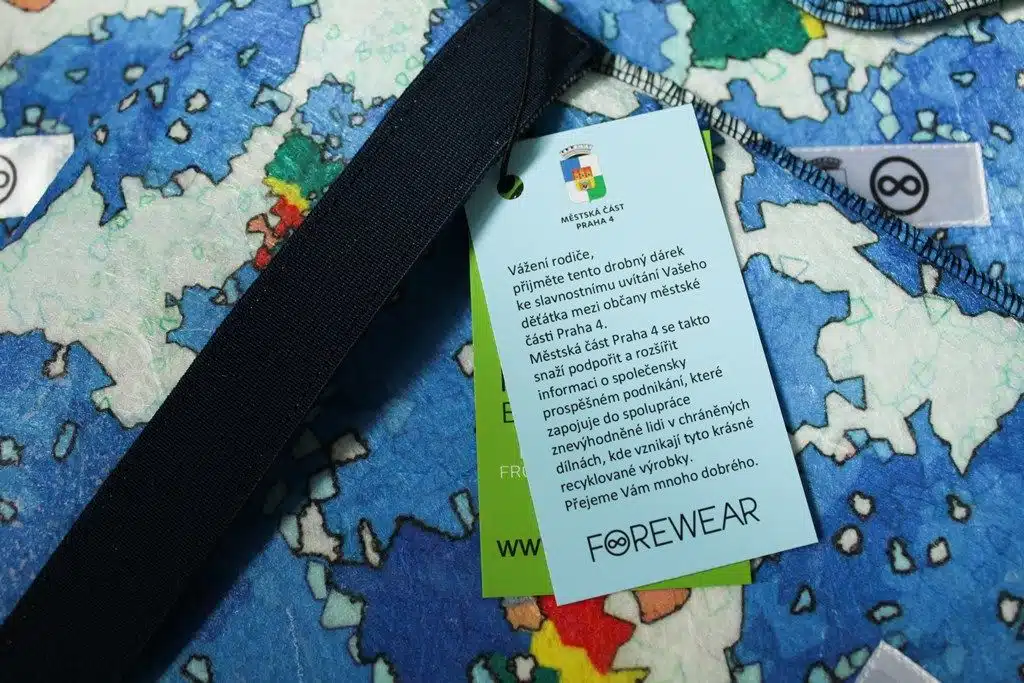 MĚSTSKÁ ČÁST
PRAHA 4
Vážení rodiče,
přijměte tento drobný dárek
ke slavnostnímu uvítání Vašeho
děťátka mezi občany městské
části Praha 4.
Městská část Praha 4 se takto
snaží podpořit a rozšířit
informaci o společensky
prospěšném podnikání, které
zapojuje do spolupráce
znevýhodněné lidi v chráněných
dílnách, kde vznikají tyto krásné
recyklované výrobky.
Přejeme Vám mnoho dobrého.
FOREWEAR